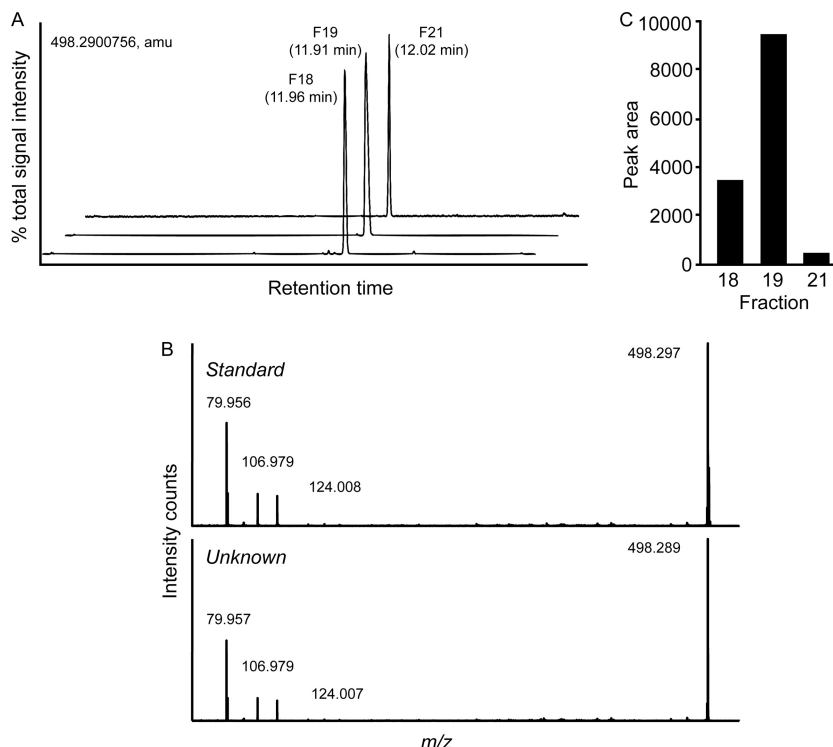 A
498.2900756, amu
F19
(11.91 min)
F21
(12.02 min)
F18
(11.96 min)
% total signal intensity
Retention time
C
10000
8000
6000
4000
2000
0
Peak area
18 19 21
Fraction
B
Standard
498.297
79.956
106.979
124.008
Intensity counts
Unknown
498.289
79.957
106.979
124.007
m/z